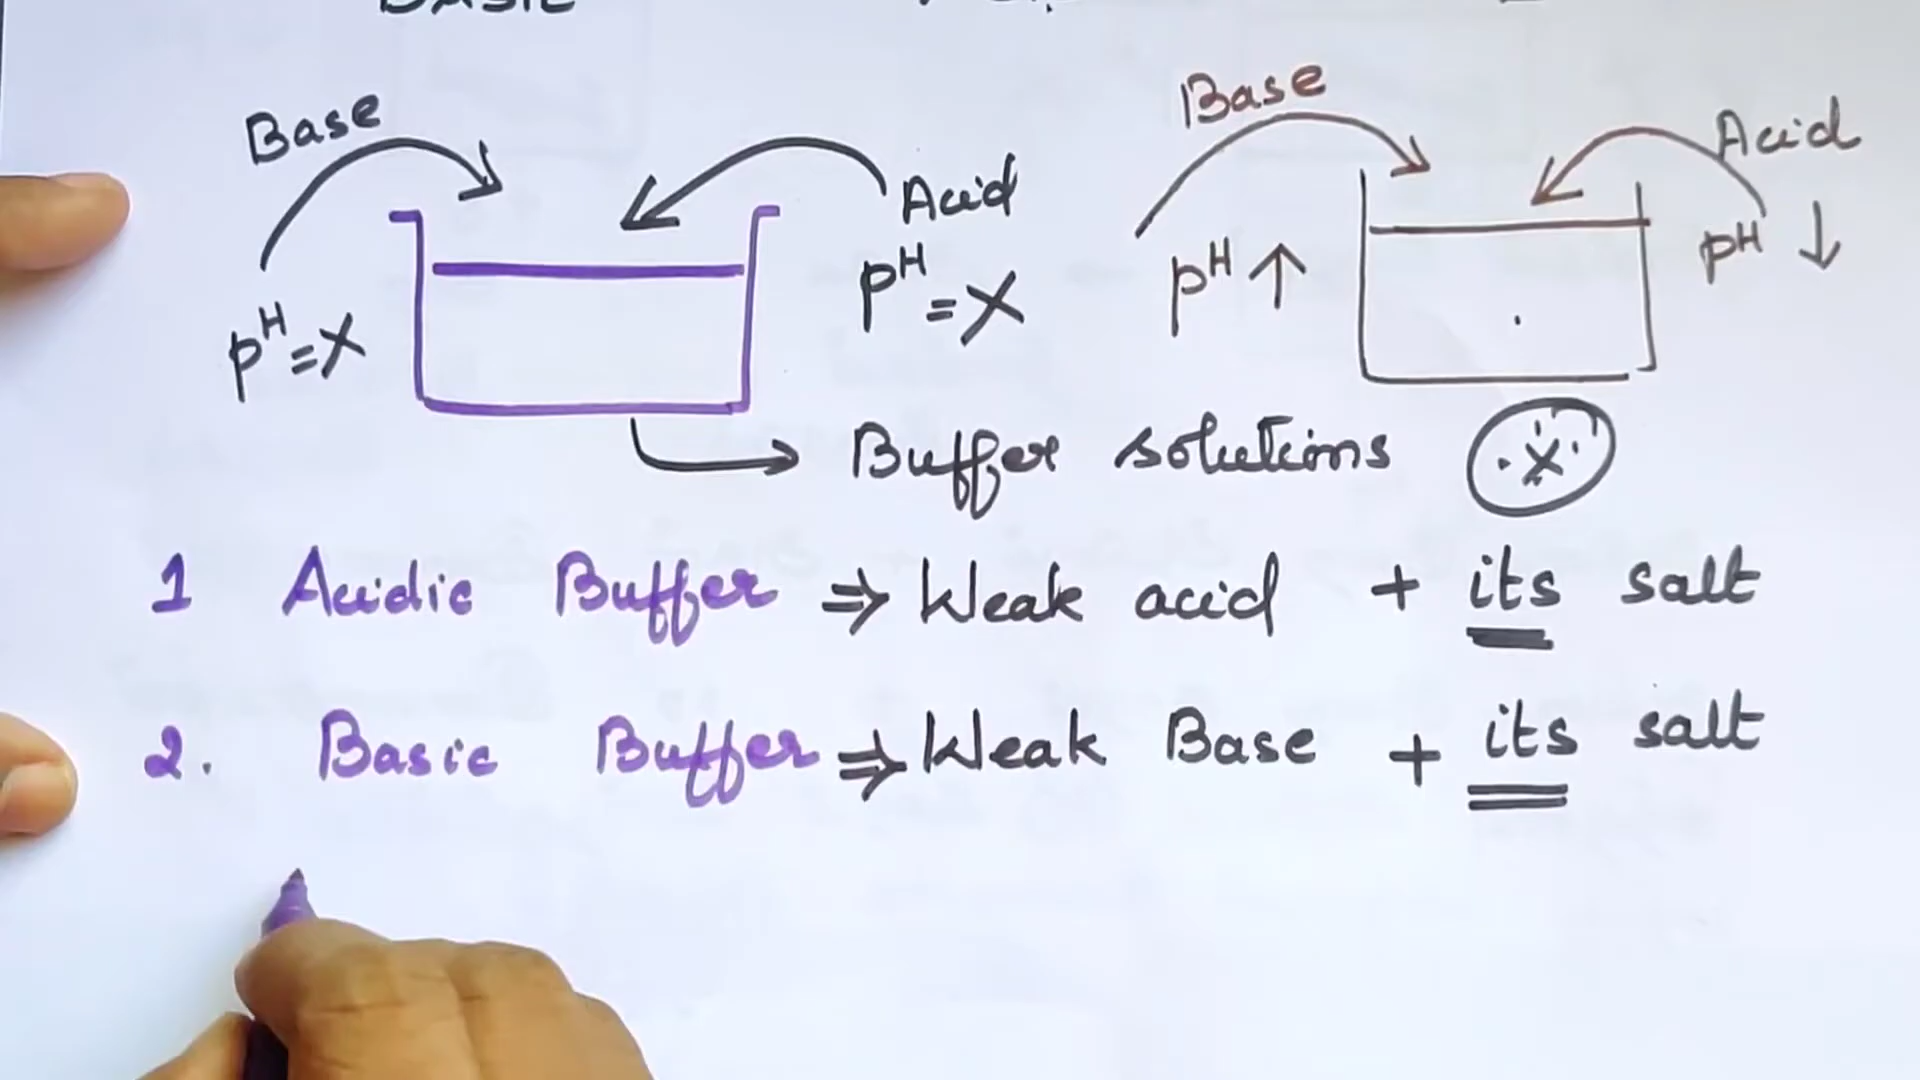 BASIC
Base
Acid
pH = X
pH = X
Base
Acid
pH ↑
pH ↓
Buffer solutions
X
1 Acidic Buffer ⇒ Weak acid + its salt
2. Basic Buffer ⇒ Weak Base + its salt